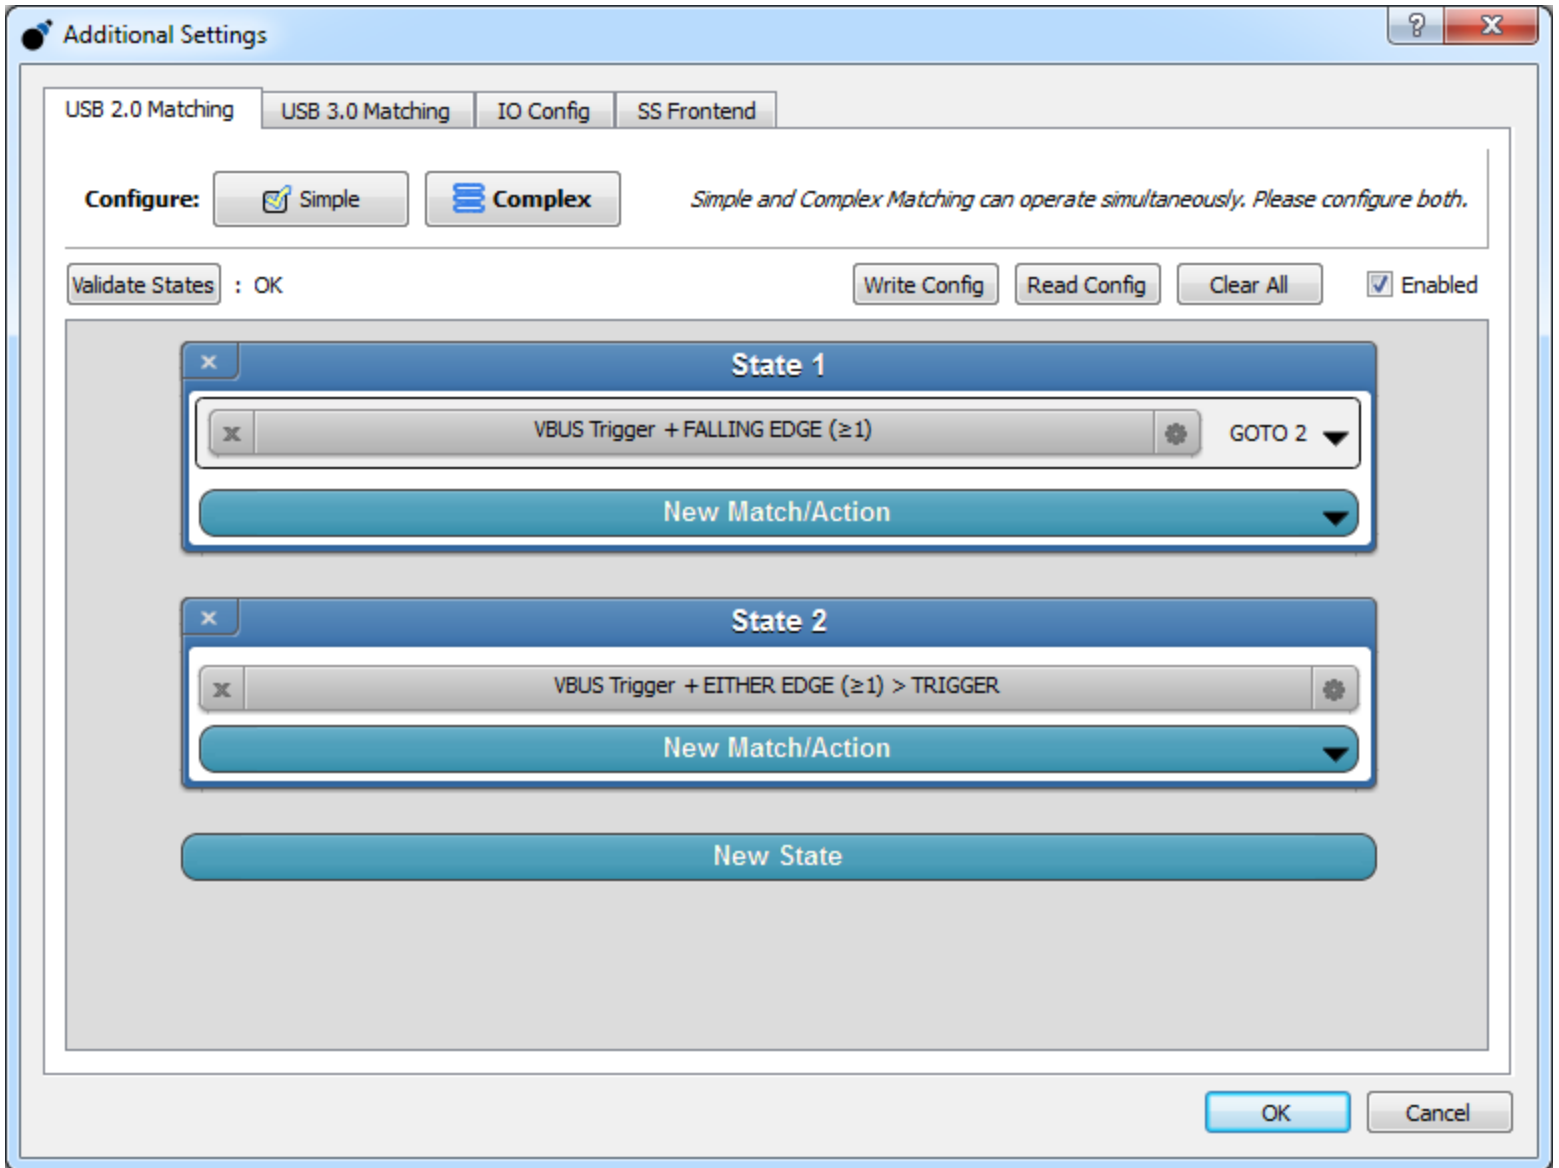 Additional Settings
USB 2.0 Matching
USB 3.0 Matching
IO Config
SS Frontend
Configure:
Simple
Complex
Simple and Complex Matching can operate simultaneously. Please configure both.
Validate States : OK
Write Config
Read Config
Clear All
Enabled
State 1
VBUS Trigger + FALLING EDGE (≥1)
GOTO 2
New Match/Action
State 2
VBUS Trigger + EITHER EDGE (≥1) > TRIGGER
New Match/Action
New State
OK
Cancel